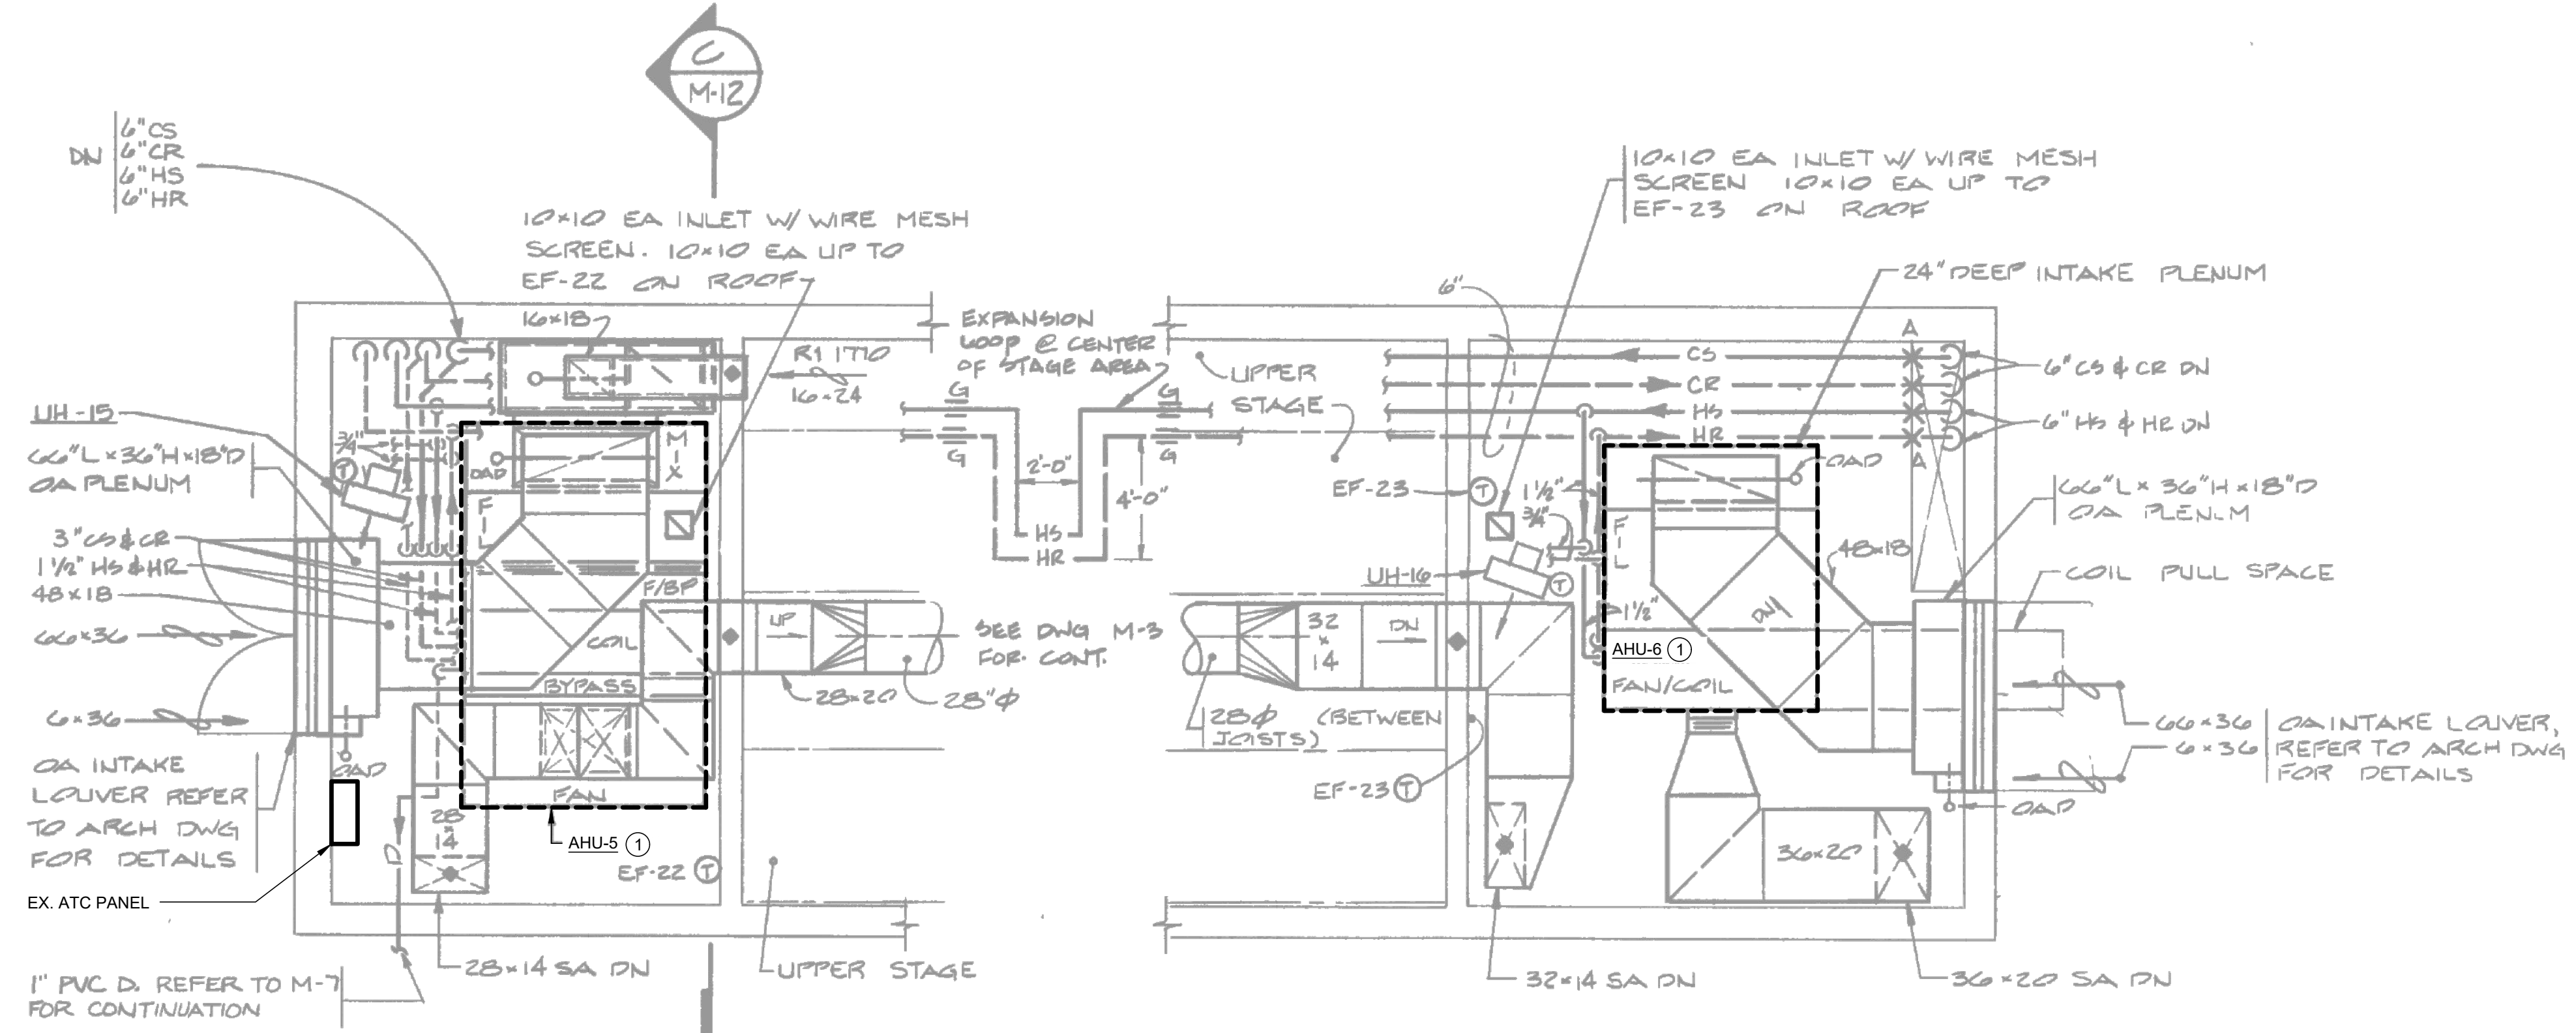 C
M-12
6"CS
6"CR
DN
6"HS
6"HR
10×10 EA INLET W/ WIRE MESH
SCREEN. 10×10 EA UP TO
EF-22 ON ROOF
16×18
R1 1710
16×24
UH-15
3/4"
T
66"L×36"H×18"D
OA PLENUM
3"CS & CR
1 1/2" HS & HR
48×18
66×36
6×36
OA INTAKE
LOUVER REFER
TO ARCH DWG
FOR DETAILS
OAD
EX. ATC PANEL
1" PVC D. REFER TO M-7
FOR CONTINUATION
D
OAD
M
I
X
F
I
L
F/BP
COIL
BYPASS
FAN
28
×
14
AHU-5 1
EF-22 T
28×14 SA DN
UPPER STAGE
UP
28×20
28"ϕ
SEE DWG M-3
FOR. CONT.
EXPANSION
LOOP @ CENTER
OF STAGE AREA
G
G
G
G
2'-0"
4'-0"
HS
HR
UPPER
STAGE
10×10 EA INLET W/ WIRE MESH
SCREEN 10×10 EA UP TO
EF-23 ON ROOF
24" DEEP INTAKE PLENUM
6"
CS
CR
HS
HR
A
A
6" CS & CR DN
6" HS & HR DN
EF-23 T
1 1/2"
3/4"
UH-16
T
1 1/2"
OAD
F
I
L
DN
48×18
AHU-6 1
FAN/COIL
66"L× 36"H×18"D
OA PLENUM
COIL PULL SPACE
32
×
14
DN
28ϕ (BETWEEN
JOISTS)
EF-23 T
36×20
66×36 OA INTAKE LOUVER,
6×36 REFER TO ARCH DWG
FOR DETAILS
OAD
32×14 SA DN
36×20 SA DN